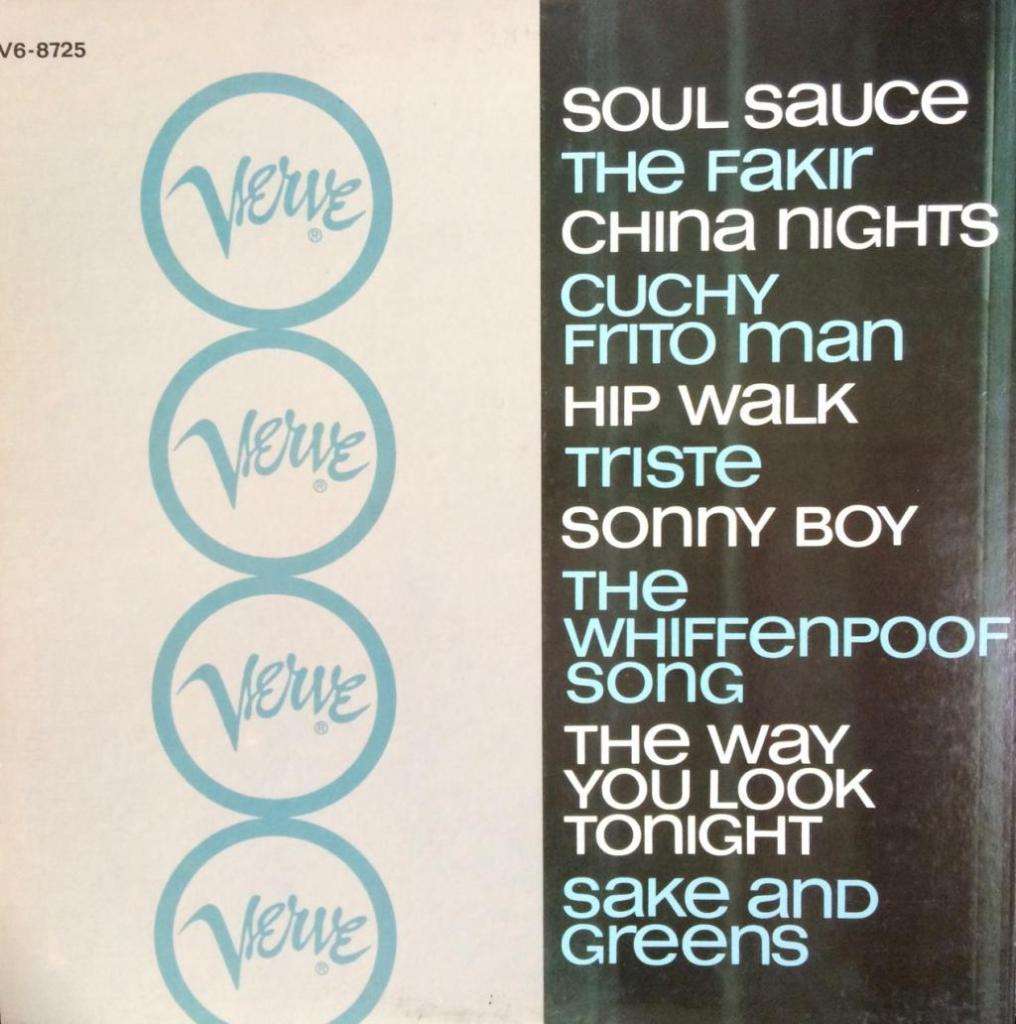 V6-8725
Verve
®
Verve
®
Verve
®
Verve
®
SOUL SAUCE
THE FAKIR
CHINA NIGHTS
CUCHY
FRITO MAN
HIP WALK
TRISTE
SONNY BOY
THE
WHIFFENPOOF
SONG
THE WAY
YOU LOOK
TONIGHT
SAKE AND
GREENS